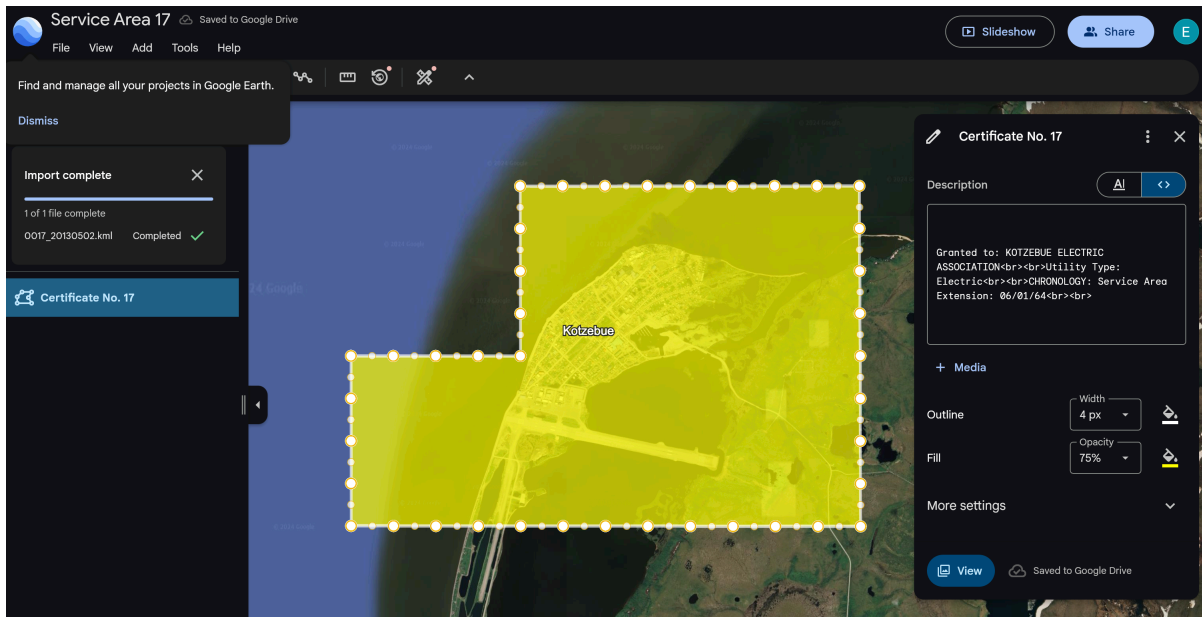 Service Area 17
Saved to Google Drive
File View Add Tools Help
Slideshow
Share
E
Find and manage all your projects in Google Earth.
Dismiss
Import complete
1 of 1 file complete
0017_20130502.kml Completed
Certificate No. 17
24 Google
Kotzebue
Certificate No. 17
Description
AI
<>
Granted to: KOTZEBUE ELECTRIC
ASSOCIATION<br><br>Utility Type:
Electric<br><br>CHRONOLOGY: Service Area
Extension: 06/01/64<br><br>
+ Media
Outline
Width
4 px
Fill
Opacity
75%
More settings
View
Saved to Google Drive